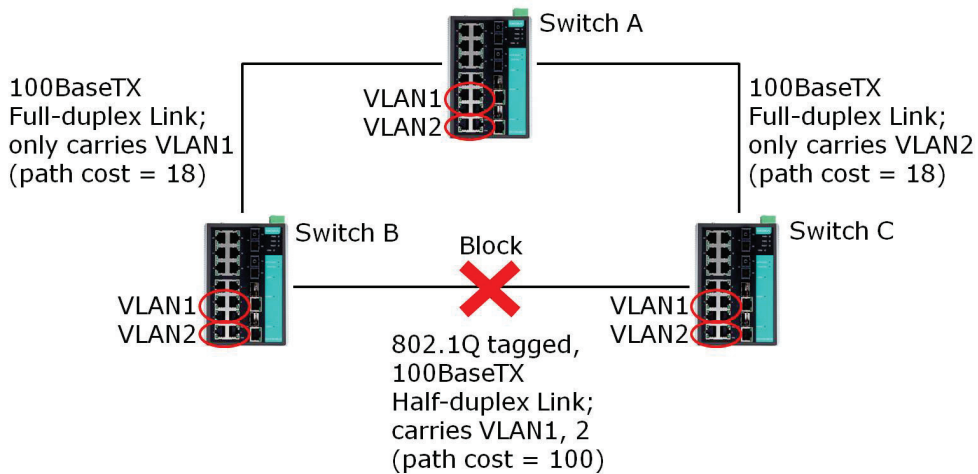 Switch A
100BaseTX
Full-duplex Link;
only carries VLAN1
(path cost = 18)
VLAN1
VLAN2
100BaseTX
Full-duplex Link;
only carries VLAN2
(path cost = 18)
Switch B
VLAN1
VLAN2
Block
802.1Q tagged,
100BaseTX
Half-duplex Link;
carries VLAN1, 2
(path cost = 100)
Switch C
VLAN1
VLAN2